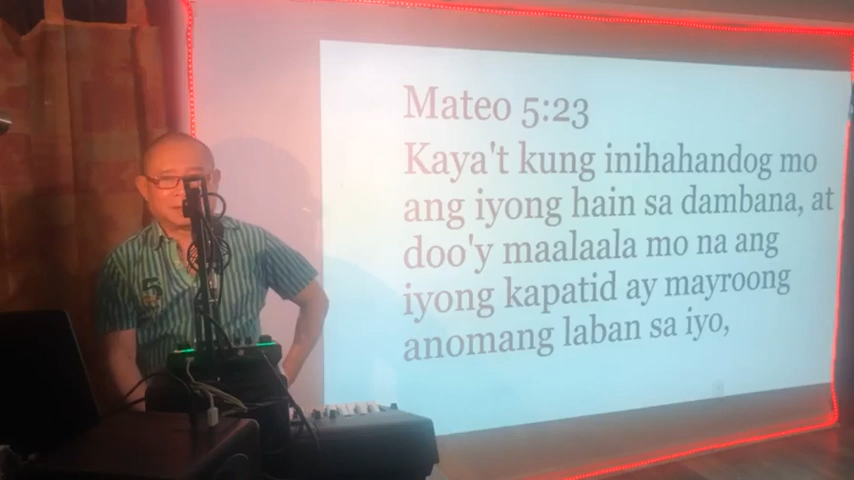 Mateo 5:23
Kaya't kung inihahandog mo
ang iyong hain sa dambana, at
doo'y maalaala mo na ang
iyong kapatid ay mayroong
anomang laban sa iyo,